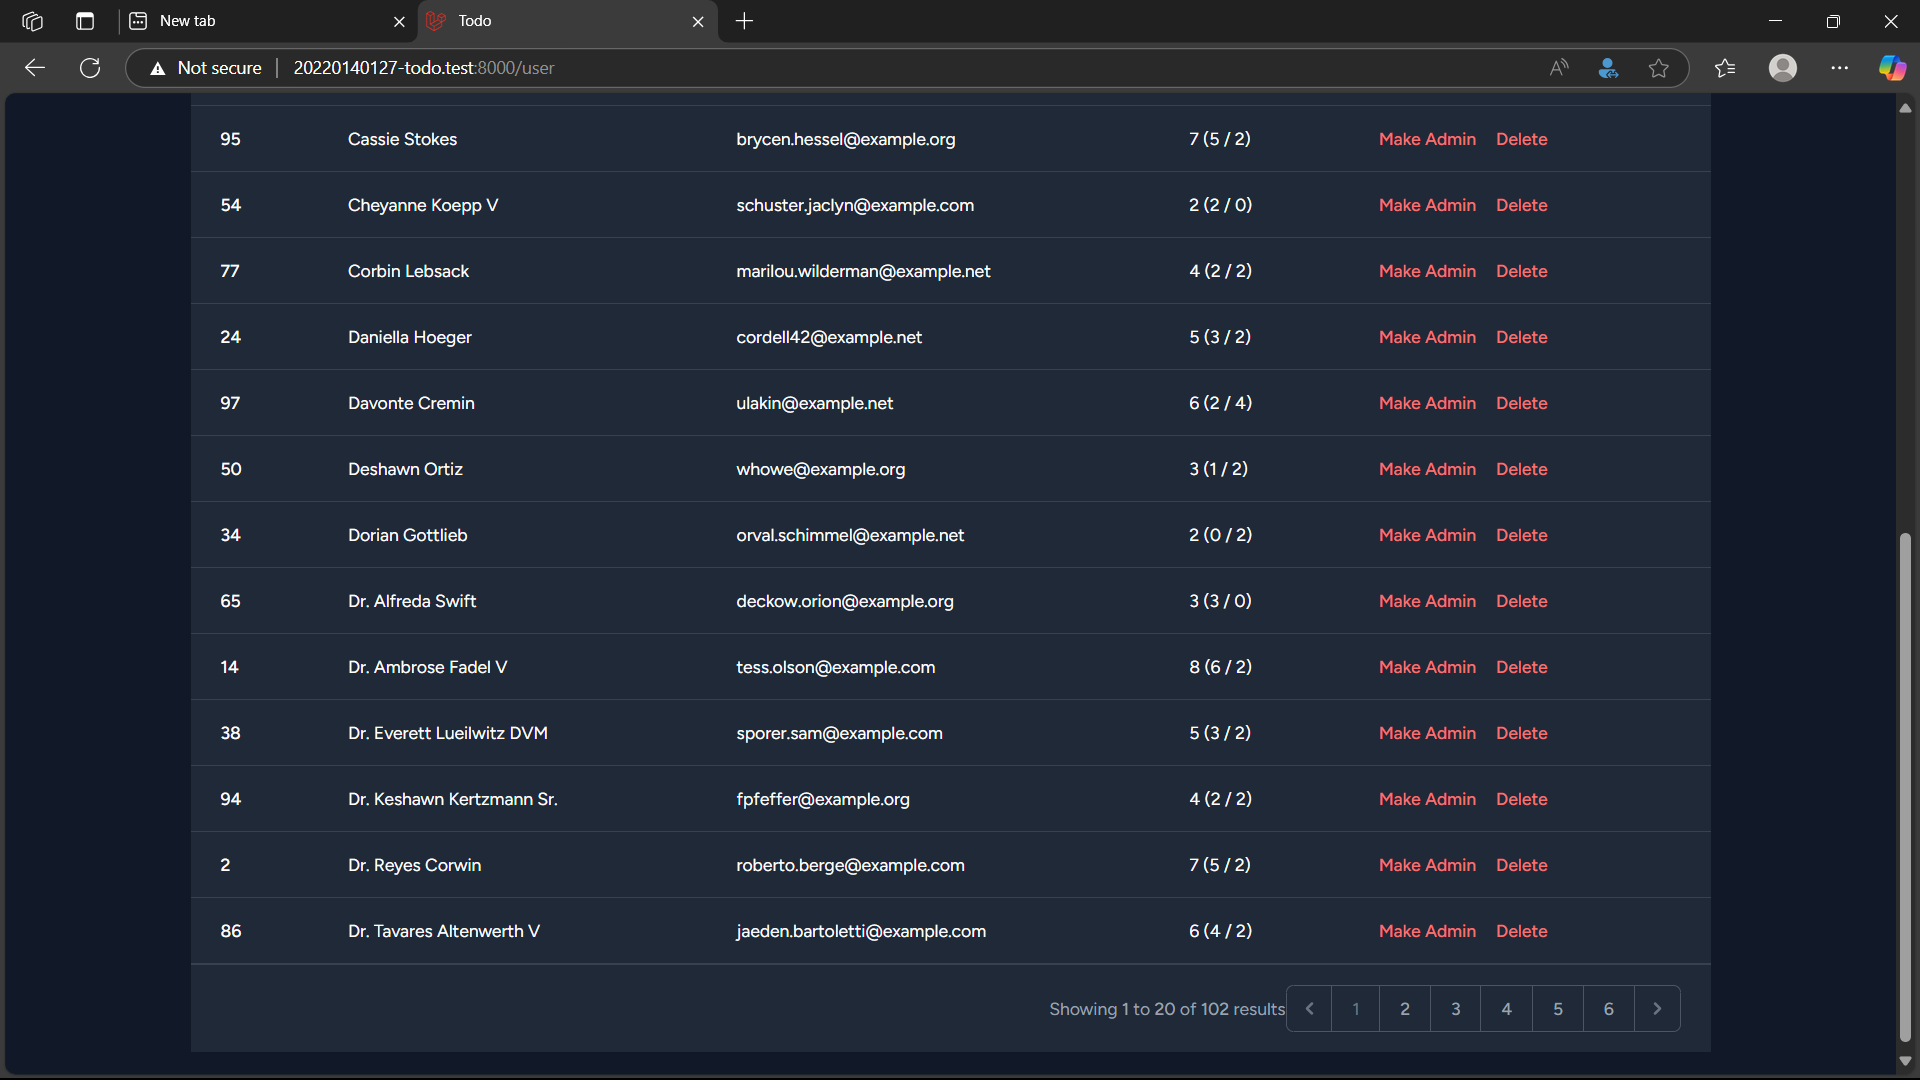 New tab
Todo
Not secure
20220140127-todo.test:8000/user
95 Cassie Stokes brycen.hessel@example.org 7 (5 / 2) Make Admin Delete
54 Cheyanne Koepp V schuster.jaclyn@example.com 2 (2 / 0) Make Admin Delete
77 Corbin Lebsack marilou.wilderman@example.net 4 (2 / 2) Make Admin Delete
24 Daniella Hoeger cordell42@example.net 5 (3 / 2) Make Admin Delete
97 Davonte Cremin ulakin@example.net 6 (2 / 4) Make Admin Delete
50 Deshawn Ortiz whowe@example.org 3 (1 / 2) Make Admin Delete
34 Dorian Gottlieb orval.schimmel@example.net 2 (0 / 2) Make Admin Delete
65 Dr. Alfreda Swift deckow.orion@example.org 3 (3 / 0) Make Admin Delete
14 Dr. Ambrose Fadel V tess.olson@example.com 8 (6 / 2) Make Admin Delete
38 Dr. Everett Lueilwitz DVM sporer.sam@example.com 5 (3 / 2) Make Admin Delete
94 Dr. Keshawn Kertzmann Sr. fpfeffer@example.org 4 (2 / 2) Make Admin Delete
2 Dr. Reyes Corwin roberto.berge@example.com 7 (5 / 2) Make Admin Delete
86 Dr. Tavares Altenwerth V jaeden.bartoletti@example.com 6 (4 / 2) Make Admin Delete
Showing 1 to 20 of 102 results 1 2 3 4 5 6